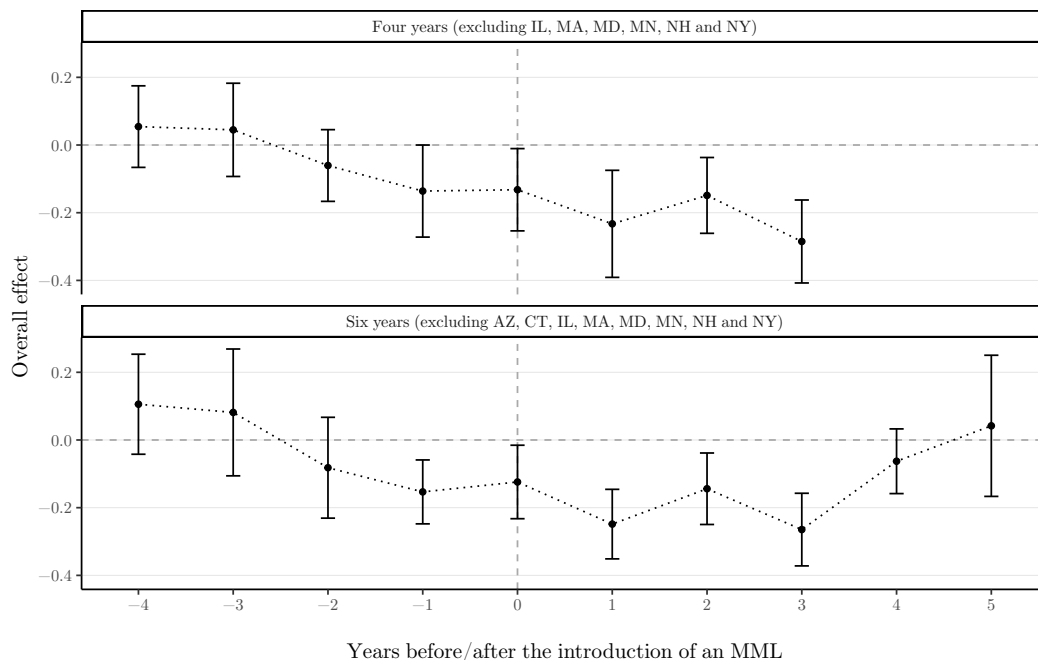 Four years (excluding IL, MA, MD, MN, NH and NY)
0.2
0.0
−0.2
−0.4
Overall effect
Six years (excluding AZ, CT, IL, MA, MD, MN, NH and NY)
0.2
0.0
−0.2
−0.4
−4 −3 −2 −1 0 1 2 3 4 5
Years before/after the introduction of an MML